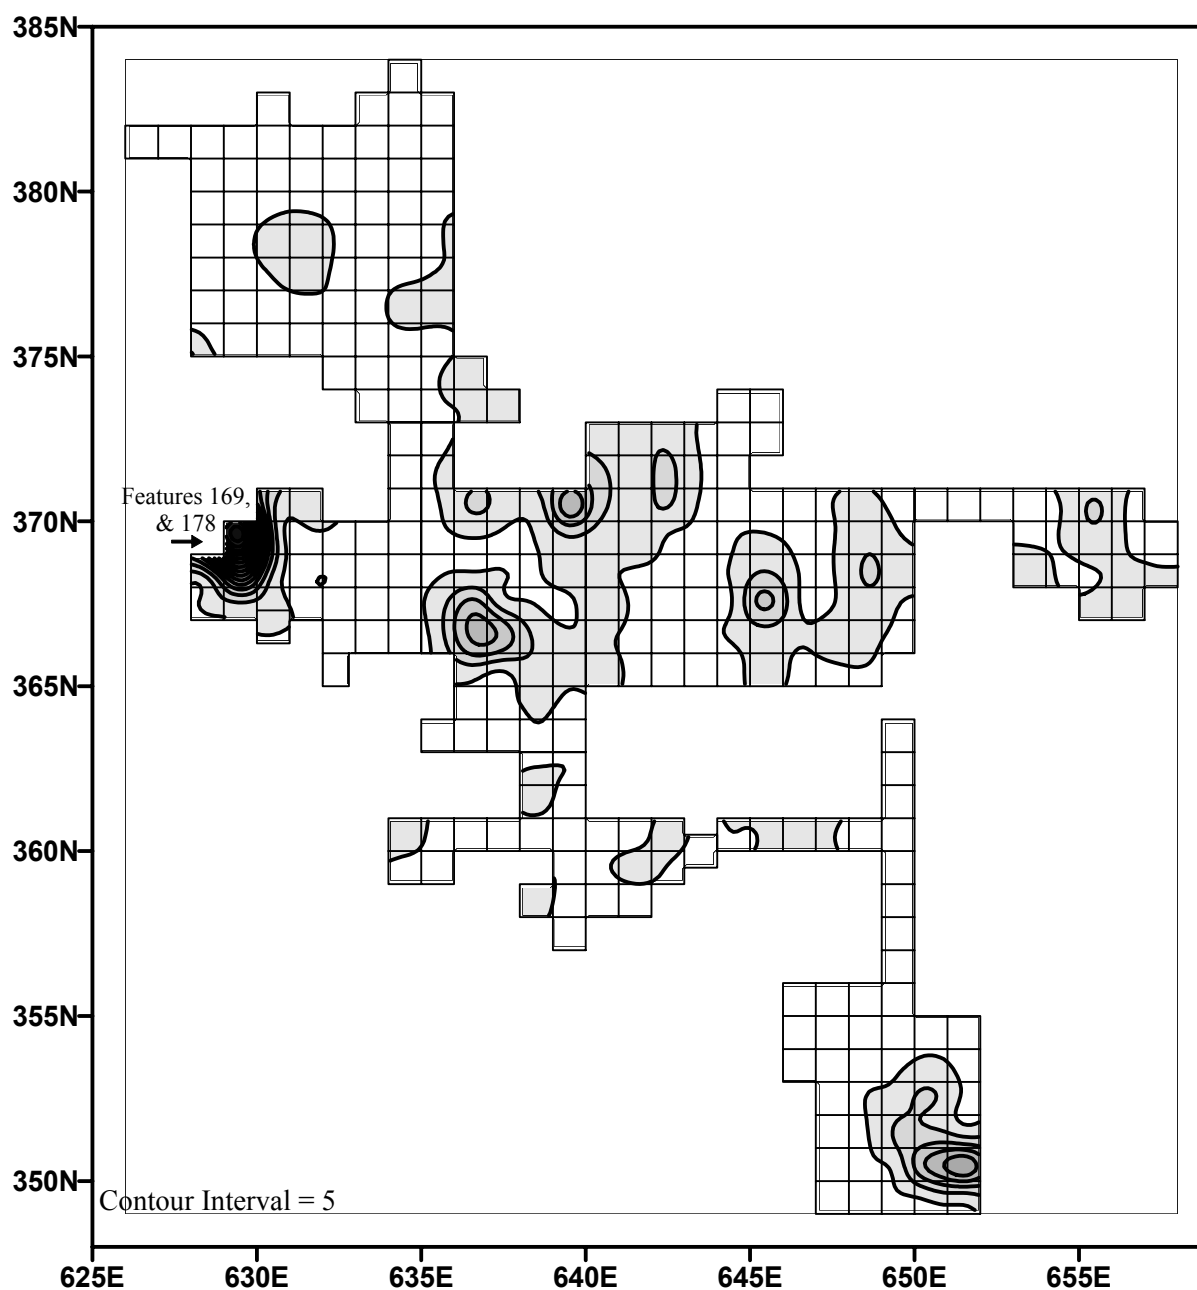 385N
380N
375N
Features 169,
& 178
370N
365N
360N
355N
350N
Contour Interval = 5
625E 630E 635E 640E 645E 650E 655E